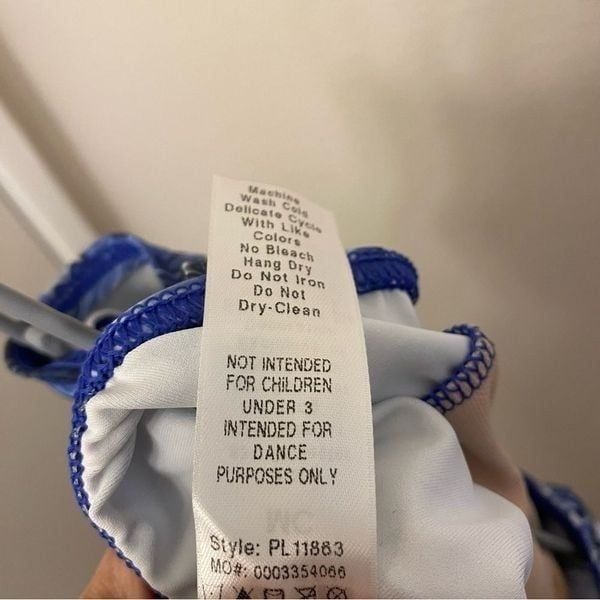 Machine
Wash Cold
Delicate Cycle
With Like
Colors
No Bleach
Hang Dry
Do Not Iron
Do Not
Dry-Clean
NOT INTENDED
FOR CHILDREN
UNDER 3
INTENDED FOR
DANCE
PURPOSES ONLY
Style: PL11863
MO#: 0003354066